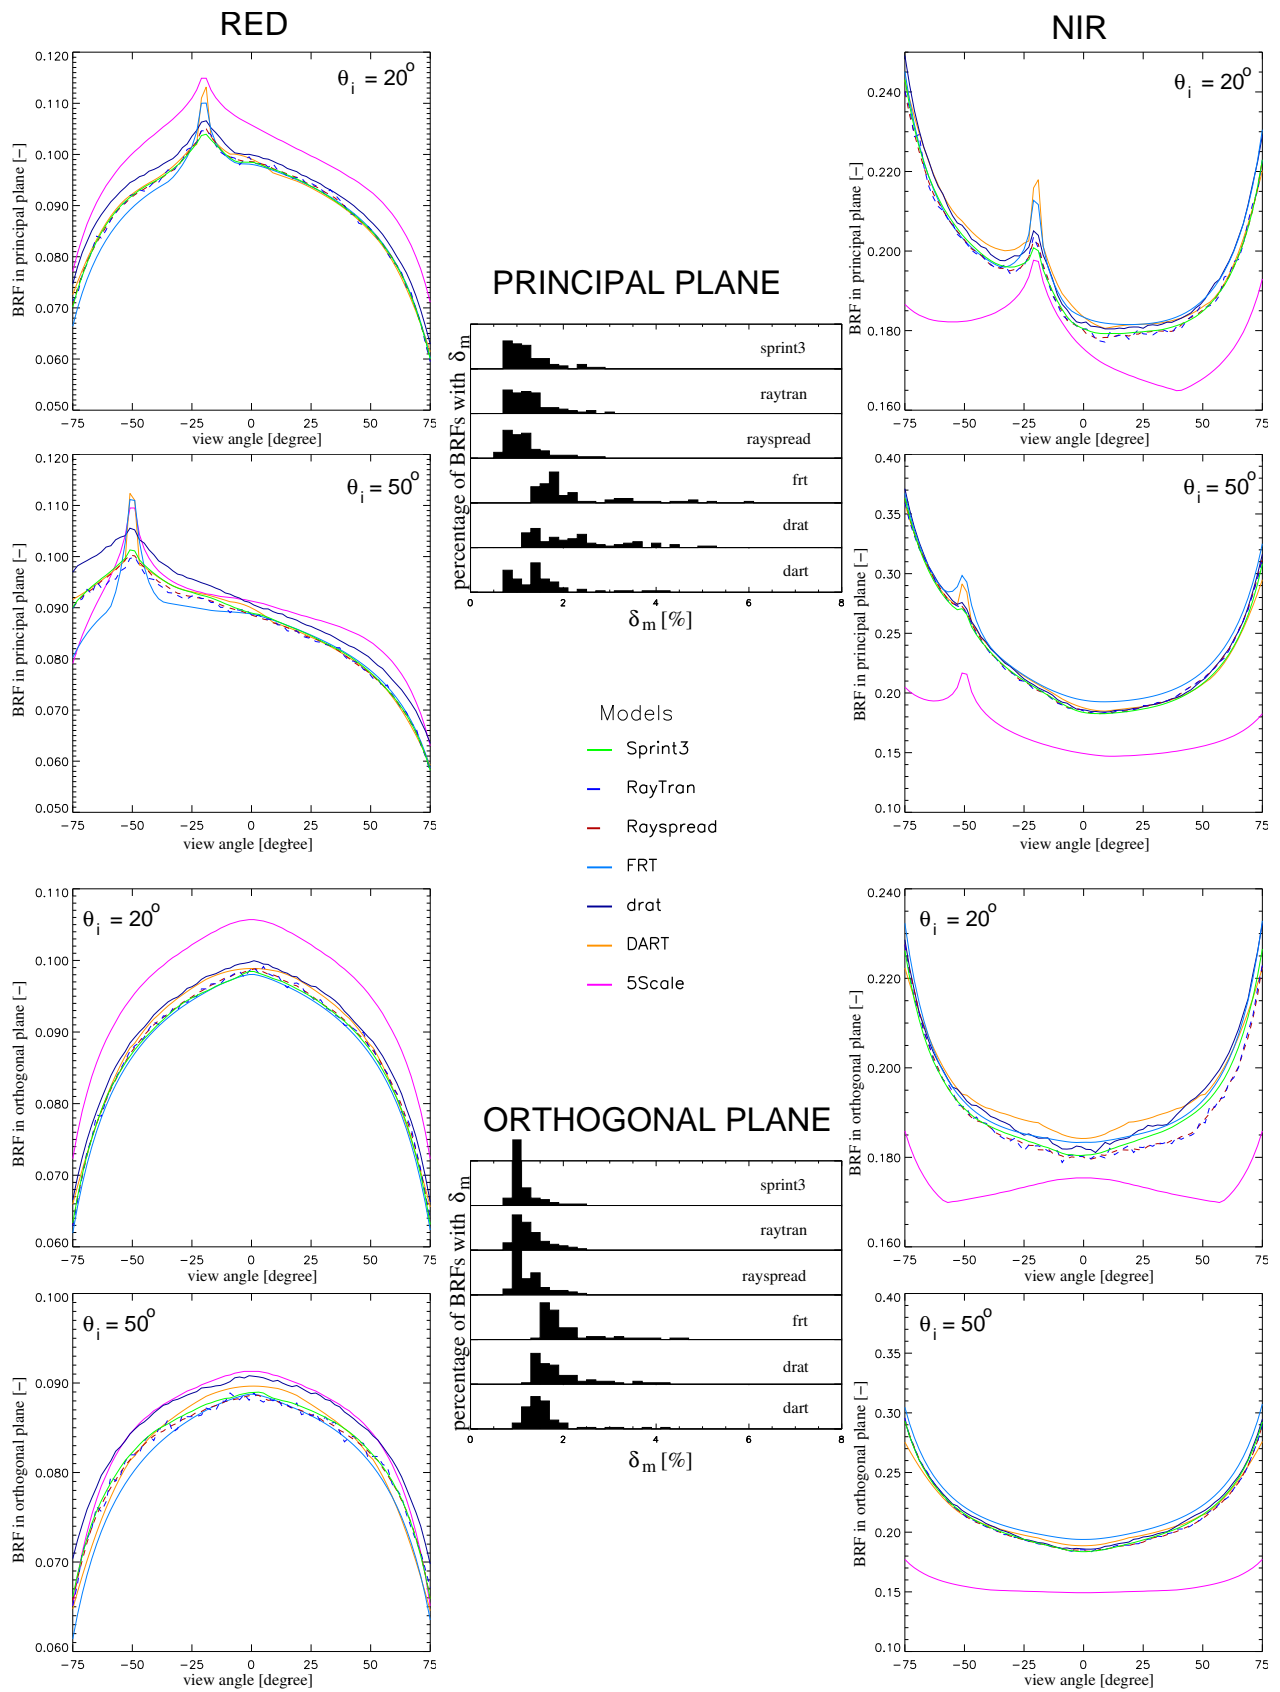 RED
NIR
θi = 20°
0.120
0.110
0.100
0.090
0.080
0.070
0.060
0.050
BRF in principal plane [−]
−75 −50 −25 0 25 50 75
view angle [degree]
θi = 20°
0.240
0.220
0.200
0.180
0.160
BRF in principal plane [−]
−75 −50 −25 0 25 50 75
view angle [degree]
PRINCIPAL PLANE
percentage of BRFs with δm
sprint3
raytran
rayspread
frt
drat
dart
0 2 4 6 8
δm [%]
θi = 50°
0.120
0.110
0.100
0.090
0.080
0.070
0.060
0.050
BRF in principal plane [−]
−75 −50 −25 0 25 50 75
view angle [degree]
θi = 50°
0.40
0.35
0.30
0.25
0.20
0.15
0.10
BRF in principal plane [−]
−75 −50 −25 0 25 50 75
view angle [degree]
Models
Sprint3
RayTran
Rayspread
FRT
drat
DART
5Scale
θi = 20°
0.110
0.100
0.090
0.080
0.070
0.060
BRF in orthogonal plane [−]
−75 −50 −25 0 25 50 75
view angle [degree]
θi = 20°
0.240
0.220
0.200
0.180
0.160
BRF in orthogonal plane [−]
−75 −50 −25 0 25 50 75
view angle [degree]
ORTHOGONAL PLANE
percentage of BRFs with δm
sprint3
raytran
rayspread
frt
drat
dart
0 2 4 6 8
δm [%]
θi = 50°
0.100
0.090
0.080
0.070
0.060
BRF in orthogonal plane [−]
−75 −50 −25 0 25 50 75
view angle [degree]
θi = 50°
0.40
0.35
0.30
0.25
0.20
0.15
0.10
BRF in orthogonal plane [−]
−75 −50 −25 0 25 50 75
view angle [degree]